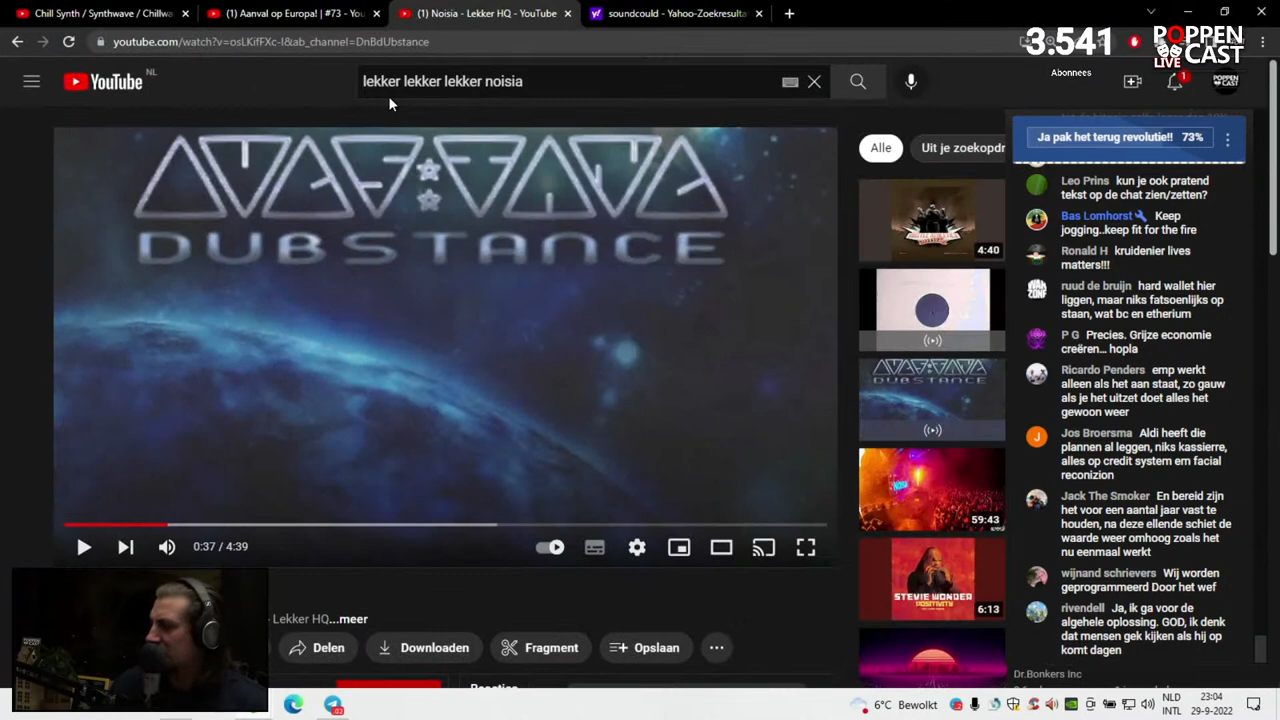 (1) Chill Synth / Synthwave / Chillw
(1) Aanval op Europa! | #73 - You
(1) Noisia - Lekker HQ - YouTube
soundcould - Yahoo-Zoekresulta
youtube.com/watch?v=osLKifFXc-I&ab_channel=DnBdUbstance
3.541
Abonnees
POPPEN
LIVE CAST
YouTube NL
lekker lekker lekker noisia
1
POPPEN
CAST
DUBSTANCE
Alle
Uit je zoekopdr
Ja pak het terug revolutie!! 73%
Leo Prins kun je ook pratend
tekst op de chat zien/zetten?
Bas Lomhorst Keep
jogging..keep fit for the fire
Ronald H kruidenier lives
matters!!!
ruud de bruijn hard wallet hier
liggen, maar niks fatsoenlijks op
staan, wat bc en etherium
P G Precies. Grijze economie
creëren... hopla
Ricardo Penders emp werkt
alleen als het aan staat, zo gauw
als je het uitzet doet alles het
gewoon weer
Jos Broersma Aldi heeft die
plannen al leggen, niks kassierre,
alles op credit system em facial
reconizion
Jack The Smoker En bereid zijn
het voor een aantal jaar vast te
houden, na deze ellende schiet de
waarde weer omhoog zoals het
nu eenmaal werkt
wijnand schrievers Wij worden
geprogrammeerd Door het wef
rivendell Ja, ik ga voor de
algehele oplossing. GOD, ik denk
dat mensen gek kijken als hij op
komt dagen
Dr.Bonkers Inc
4:40
DUBSTANCE
59:43
STEVIE WONDER
POSITIVITY
6:13
0:37 / 4:39
Lekker HQ...meer
Delen
Downloaden
Fragment
Opslaan
Reacties
6°C Bewolkt
NLD
INTL
23:04
29-9-2022